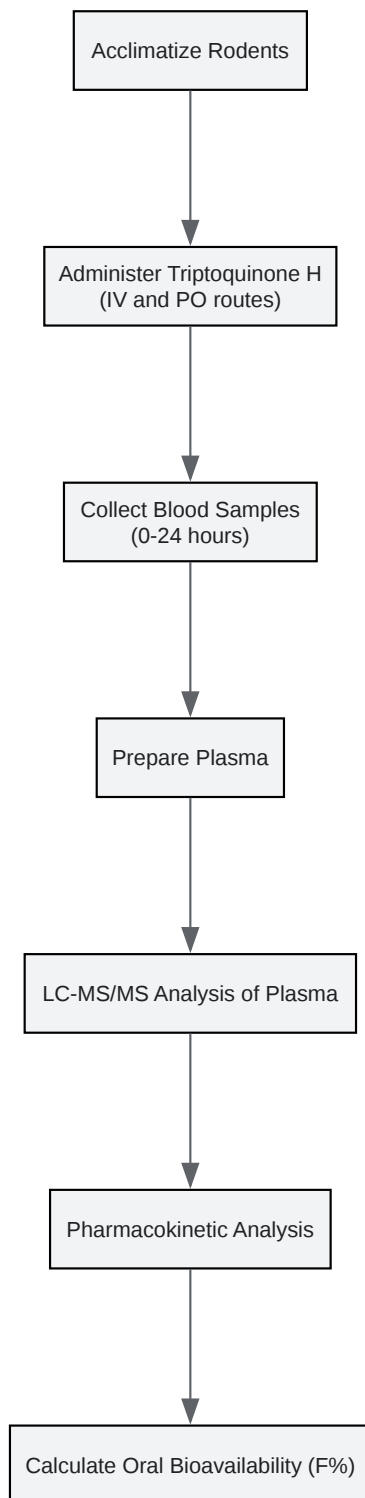 Acclimatize Rodents
Administer Triptoquinone H
(IV and PO routes)
Collect Blood Samples
(0-24 hours)
Prepare Plasma
LC-MS/MS Analysis of Plasma
Pharmacokinetic Analysis
Calculate Oral Bioavailability (F%)